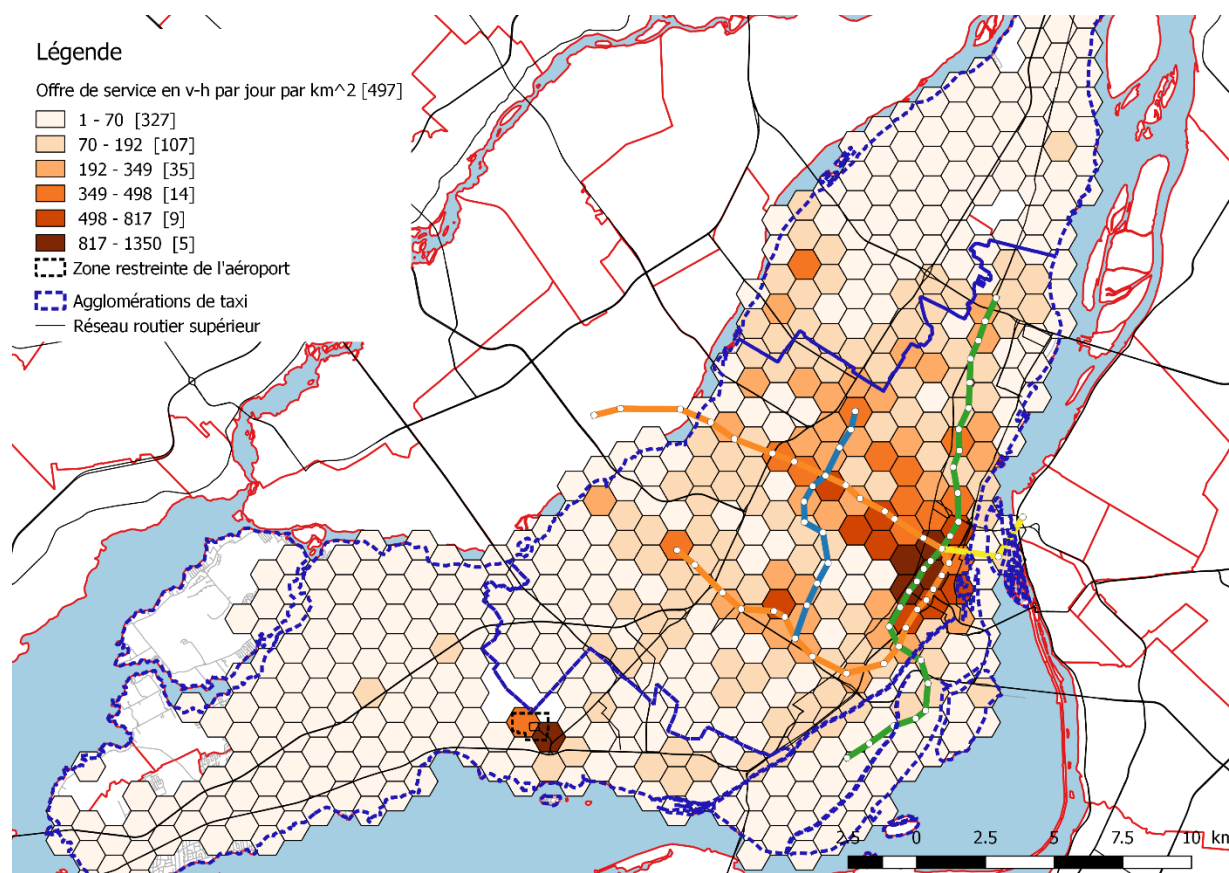 Légende
Offre de service en v-h par jour par km^2 [497]
1 - 70 [327]
70 - 192 [107]
192 - 349 [35]
349 - 498 [14]
498 - 817 [9]
817 - 1350 [5]
Zone restreinte de l'aéroport
Agglomérations de taxi
Réseau routier supérieur
2.5 0 2.5 5 7.5 10 km